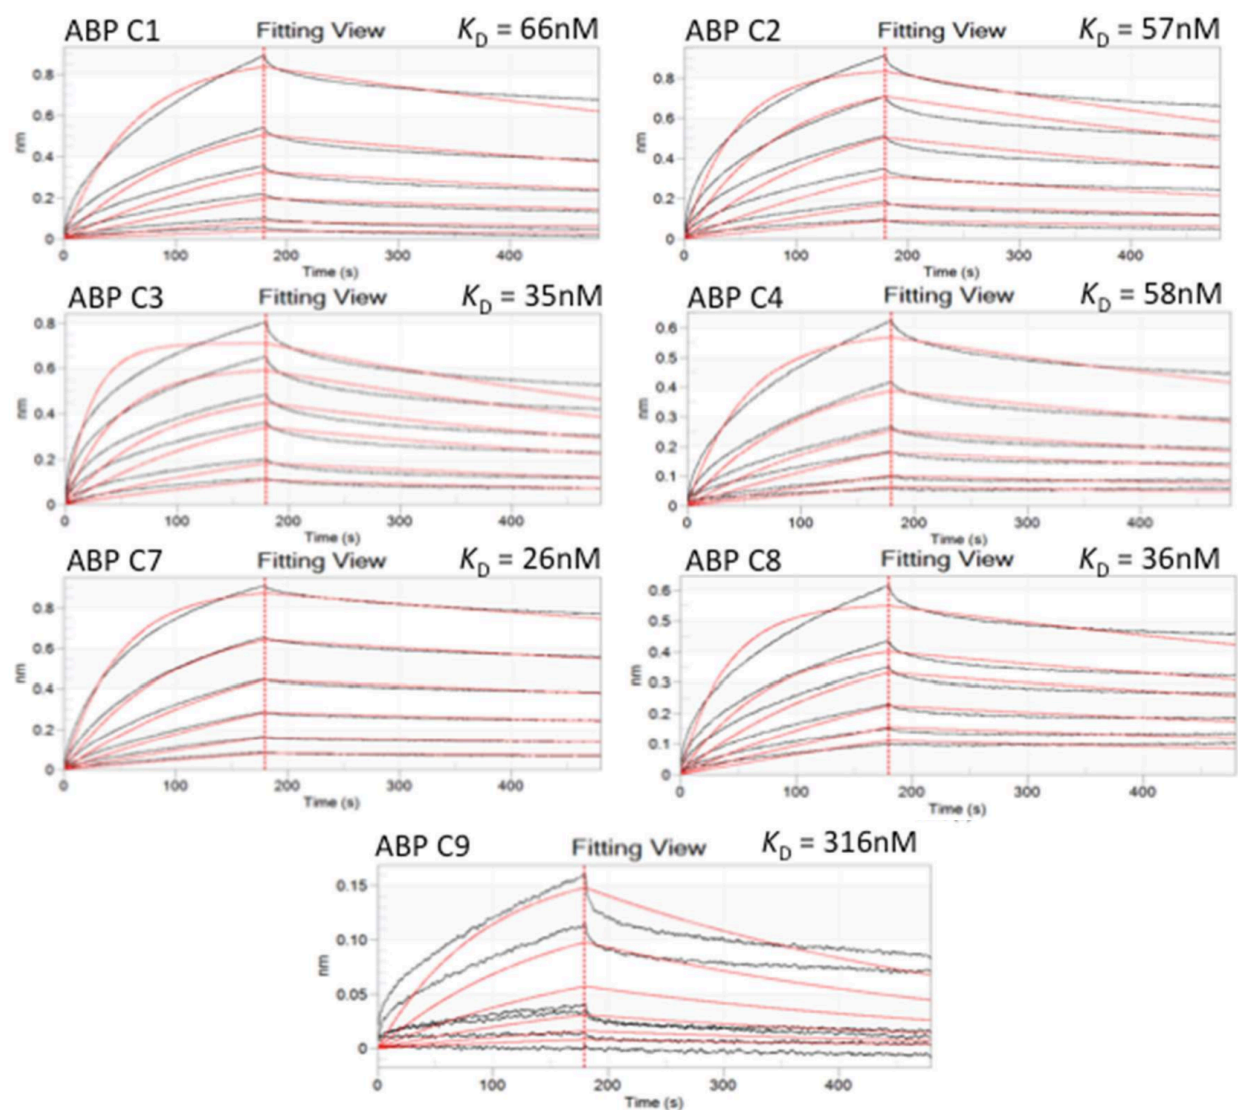 ABP C1 Fitting View KD = 66nM
0.8
0.6
0.4
0.2
0
nm
0 100 200 300 400
Time (s)
ABP C2 Fitting View KD = 57nM
0.8
0.6
0.4
0.2
0
nm
0 100 200 300 400
Time (s)
ABP C3 Fitting View KD = 35nM
0.8
0.6
0.4
0.2
0
nm
0 100 200 300 400
Time (s)
ABP C4 Fitting View KD = 58nM
0.6
0.5
0.4
0.3
0.2
0.1
0
nm
0 100 200 300 400
Time (s)
ABP C7 Fitting View KD = 26nM
0.8
0.6
0.4
0.2
0
nm
0 100 200 300 400
Time (s)
ABP C8 Fitting View KD = 36nM
0.6
0.5
0.4
0.3
0.2
0.1
0
nm
0 100 200 300 400
Time (s)
ABP C9 Fitting View KD = 316nM
0.15
0.10
0.05
0
nm
0 100 200 300 400
Time (s)